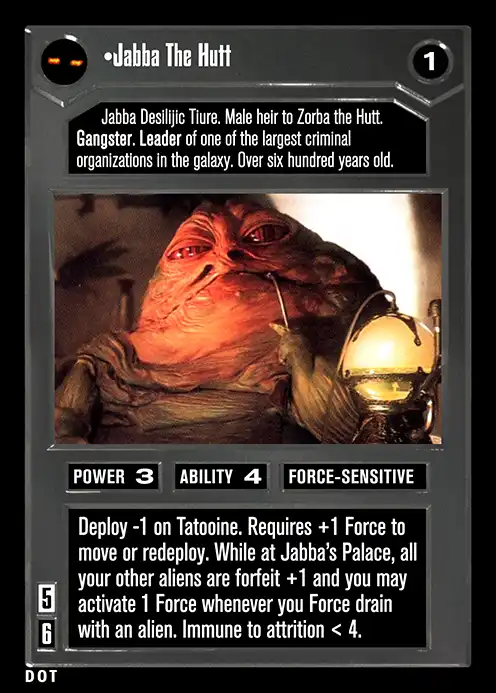 •Jabba The Hutt
1
Jabba Desilijic Tiure. Male heir to Zorba the Hutt.
Gangster. Leader of one of the largest criminal
organizations in the galaxy. Over six hundred years old.
POWER 3 ABILITY 4 FORCE-SENSITIVE
Deploy -1 on Tatooine. Requires +1 Force to
move or redeploy. While at Jabba's Palace, all
your other aliens are forfeit +1 and you may
activate 1 Force whenever you Force drain
with an alien. Immune to attrition < 4.
5
6
DOT